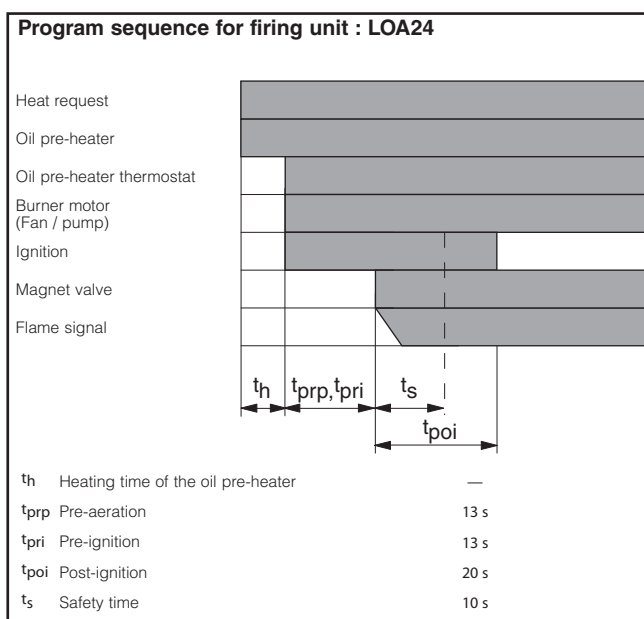 Program sequence for firing unit : LOA24
Heat request
Oil pre-heater
Oil pre-heater thermostat
Burner motor
(Fan / pump)
Ignition
Magnet valve
Flame signal
th tprp,tpri ts
tpoi
th Heating time of the oil pre-heater —
tprp Pre-aeration 13 s
tpri Pre-ignition 13 s
tpoi Post-ignition 20 s
ts Safety time 10 s